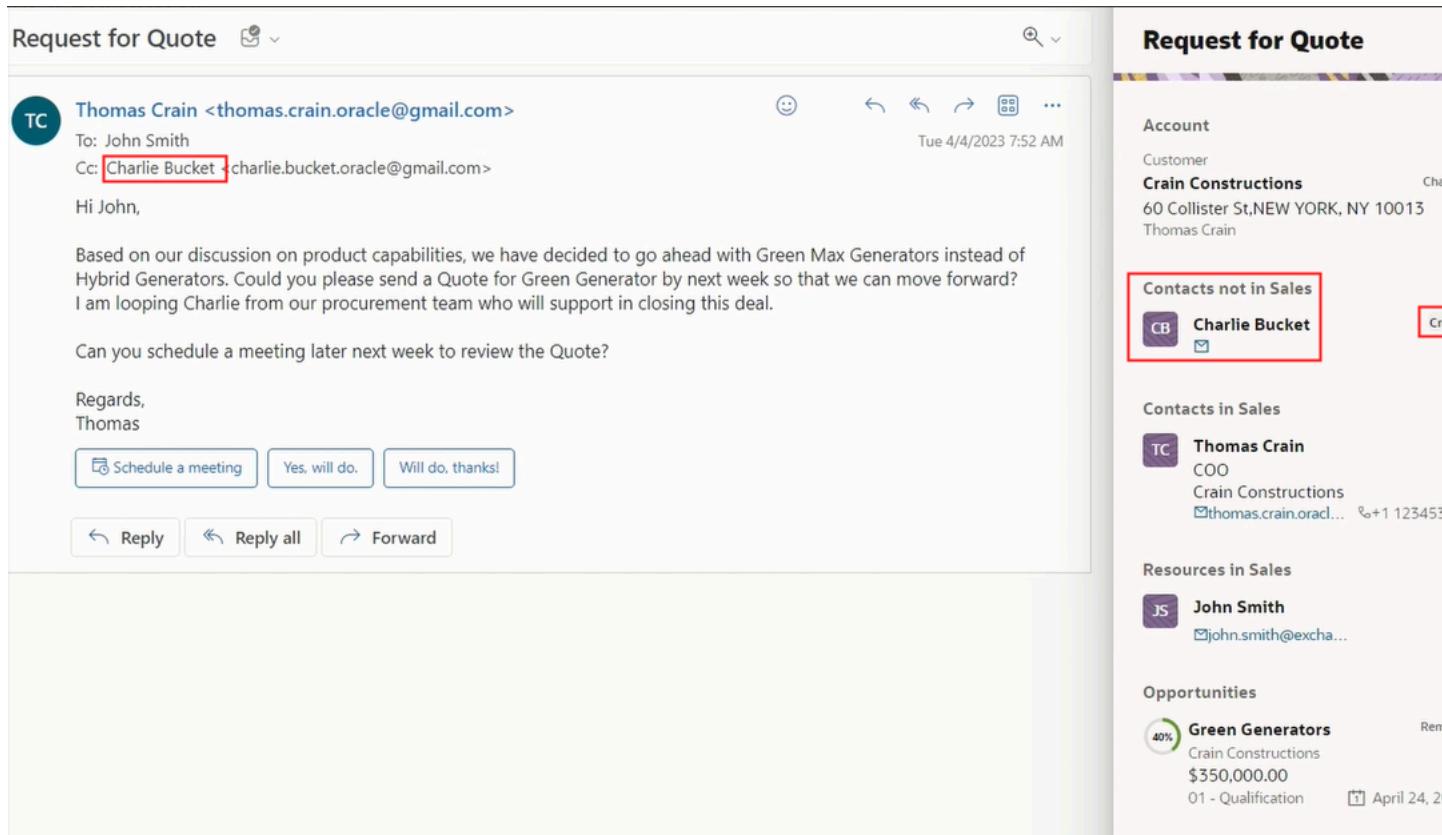 Request for Quote
TC
Thomas Crain <thomas.crain.oracle@gmail.com>
To: John Smith
Tue 4/4/2023 7:52 AM
Cc: Charlie Bucket <charlie.bucket.oracle@gmail.com>
Hi John,
Based on our discussion on product capabilities, we have decided to go ahead with Green Max Generators instead of
Hybrid Generators. Could you please send a Quote for Green Generator by next week so that we can move forward?
I am looping Charlie from our procurement team who will support in closing this deal.
Can you schedule a meeting later next week to review the Quote?
Regards,
Thomas
Schedule a meeting
Yes, will do.
Will do, thanks!
Reply
Reply all
Forward
Request for Quote
Account
Customer
Crain Constructions
60 Collister St,NEW YORK, NY 10013
Thomas Crain
Contacts not in Sales
CB
Charlie Bucket
Contacts in Sales
TC
Thomas Crain
COO
Crain Constructions
thomas.crain.oracl... +1 123453
Resources in Sales
JS
John Smith
john.smith@excha...
Opportunities
40%
Green Generators
Crain Constructions
$350,000.00
01 - Qualification
April 24,